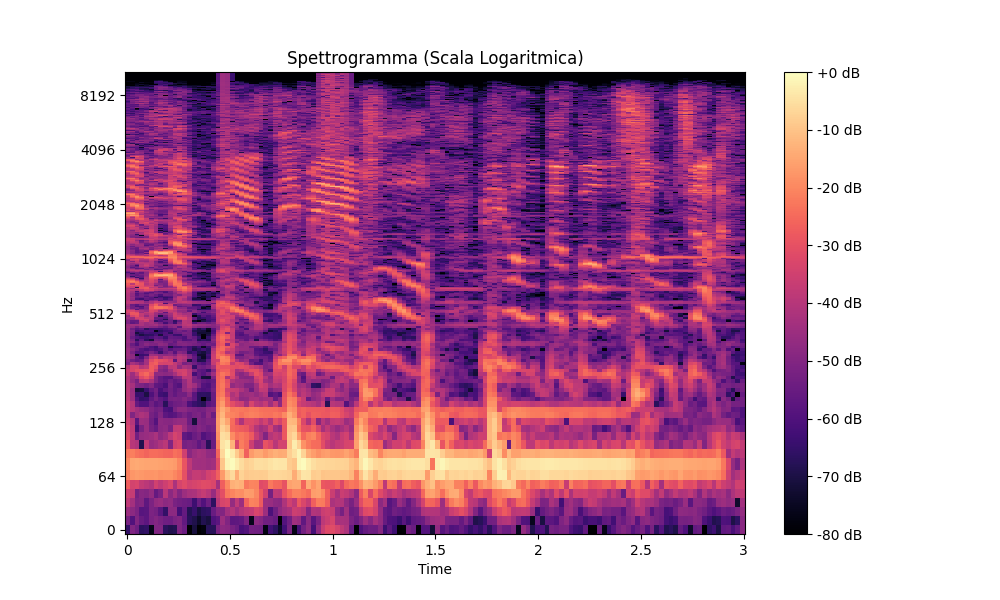 Spettrogramma (Scala Logaritmica)
Hz
8192
4096
2048
1024
512
256
128
64
0
0 0.5 1 1.5 2 2.5 3
Time
+0 dB
-10 dB
-20 dB
-30 dB
-40 dB
-50 dB
-60 dB
-70 dB
-80 dB